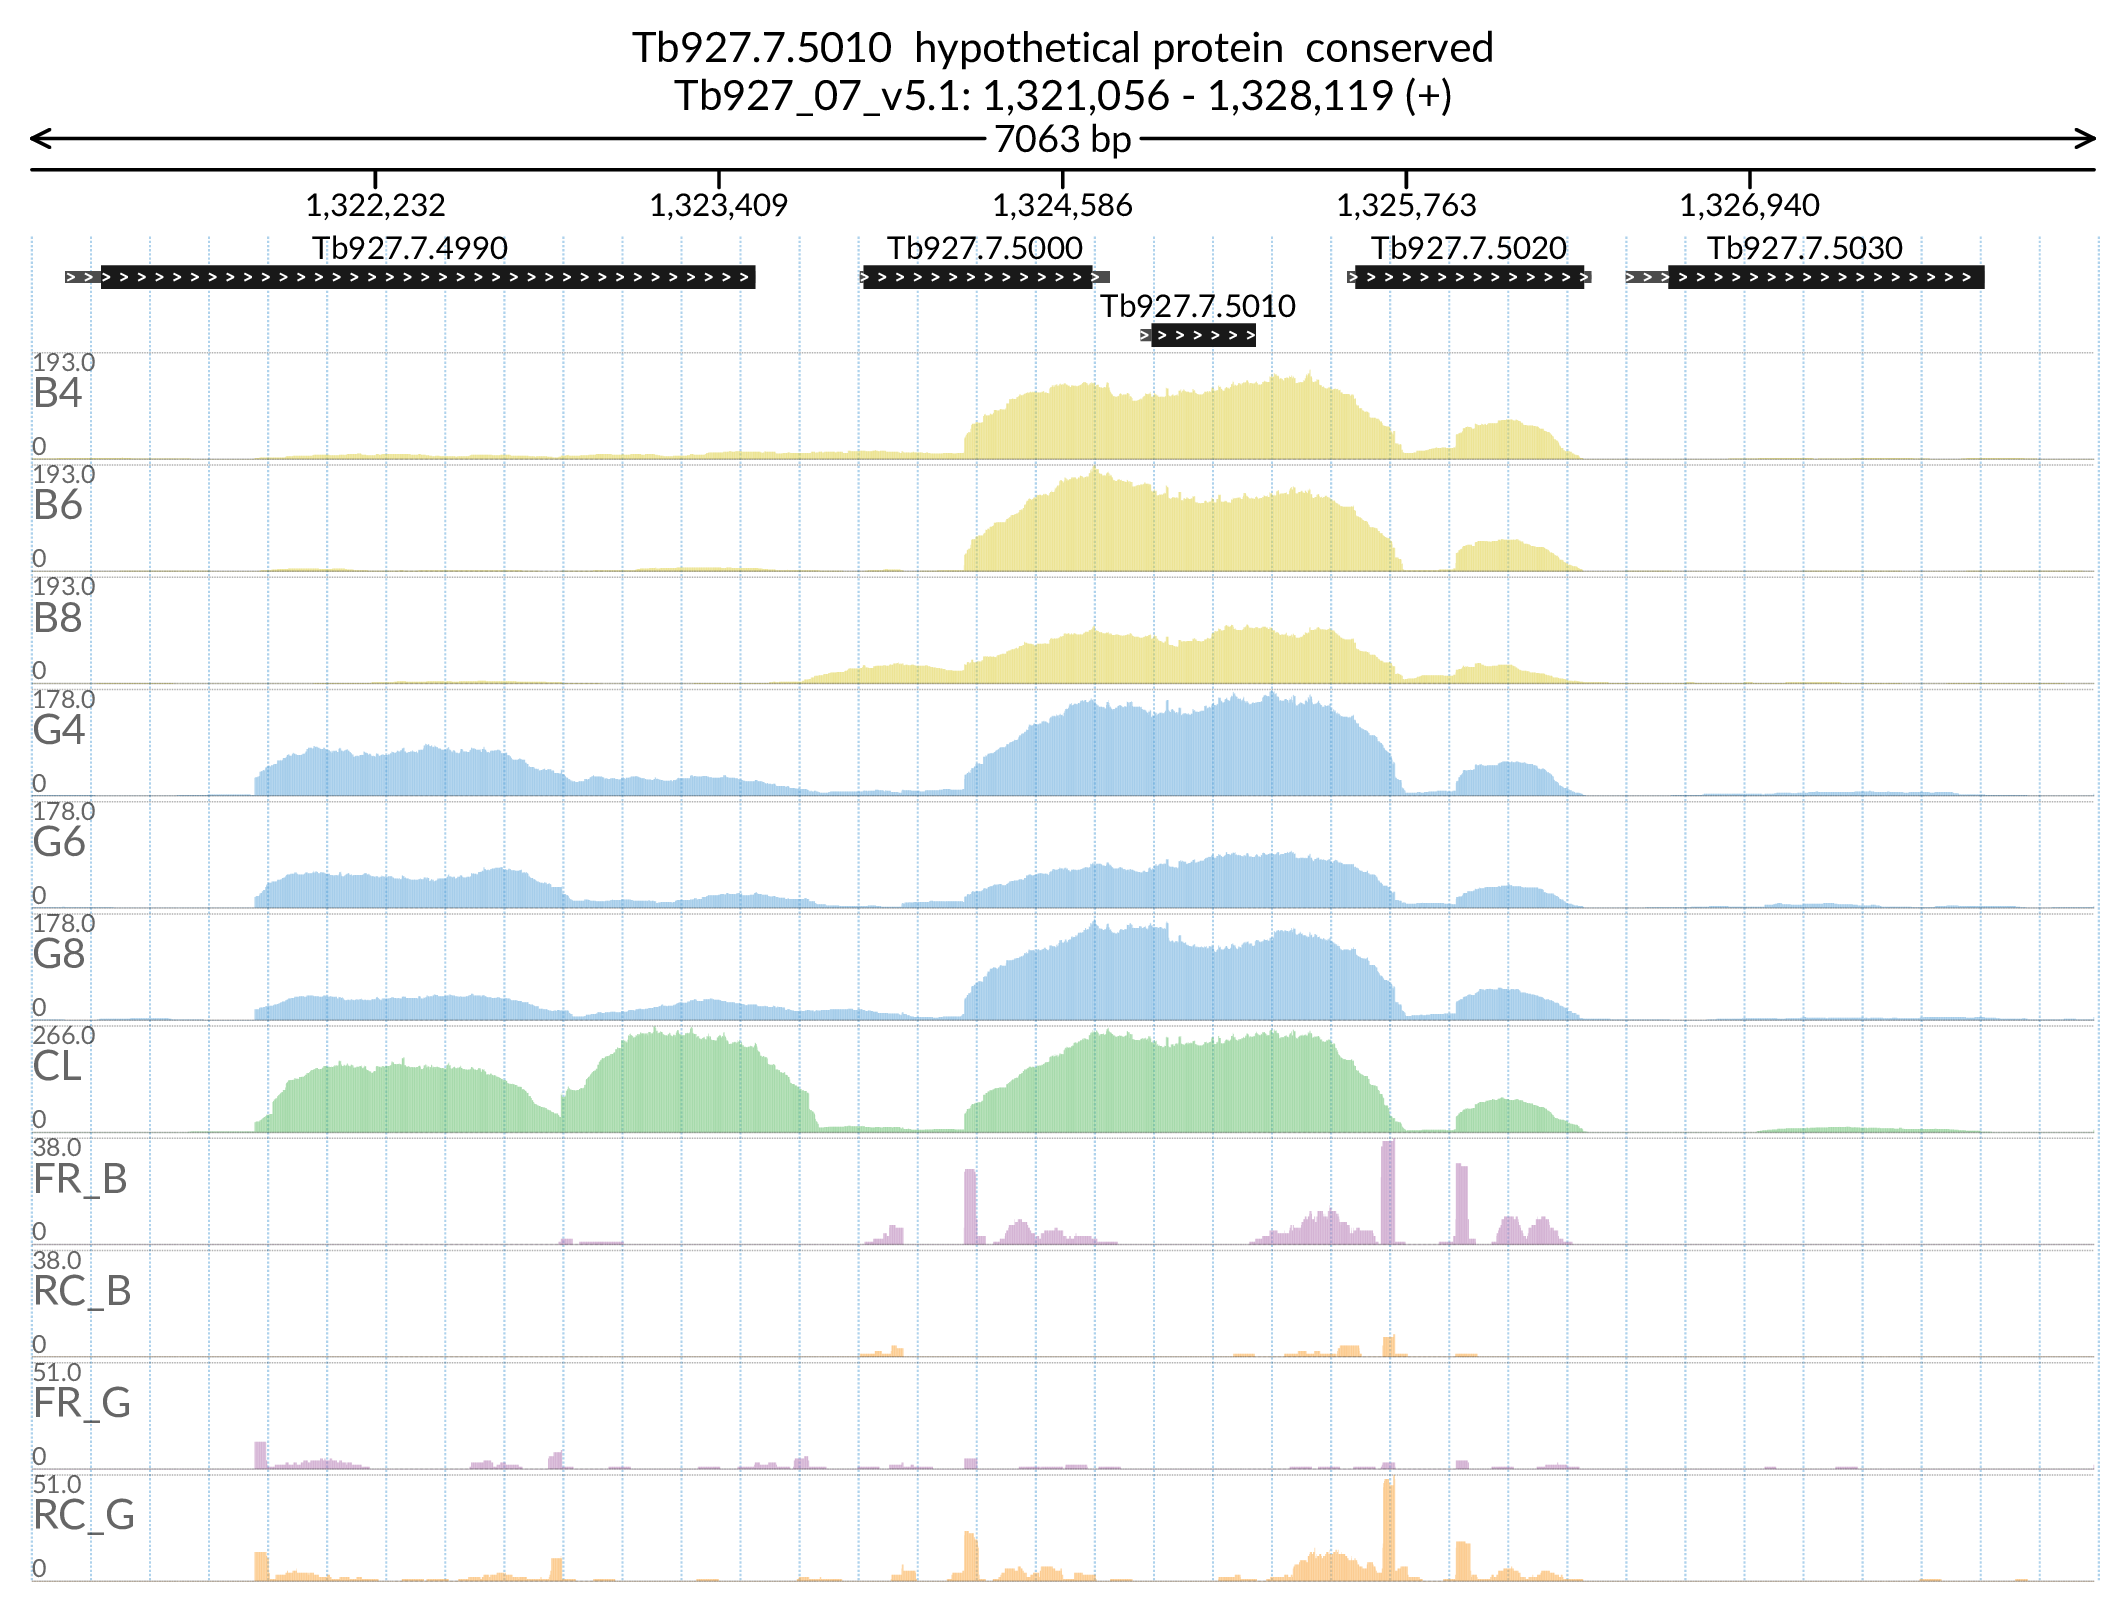 Tb927.7.5010  hypothetical protein  conserved
Tb927_07_v5.1: 1,321,056 - 1,328,119 (+)
7063 bp
1,322,232 1,323,409 1,324,586 1,325,763 1,326,940
Tb927.7.4990 Tb927.7.5000 Tb927.7.5020 Tb927.7.5030
Tb927.7.5010
193.0
B4
0
193.0
B6
0
193.0
B8
0
178.0
G4
0
178.0
G6
0
178.0
G8
0
266.0
CL
0
38.0
FR_B
0
38.0
RC_B
0
51.0
FR_G
0
51.0
RC_G
0